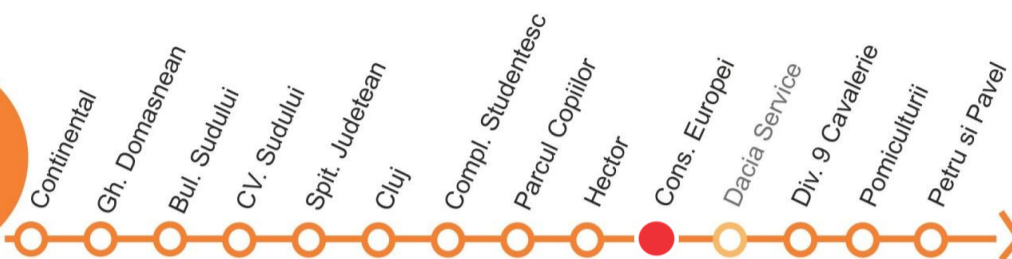 Continental
Gh. Domasnean
Bul. Sudului
CV. Sudului
Spit. Judetean
Cluj
Compl. Studentesc
Parcul Copiilor
Hector
Cons. Europei
Dacia Service
Div. 9 Cavalerie
Pomiculturii
Petru si Pavel